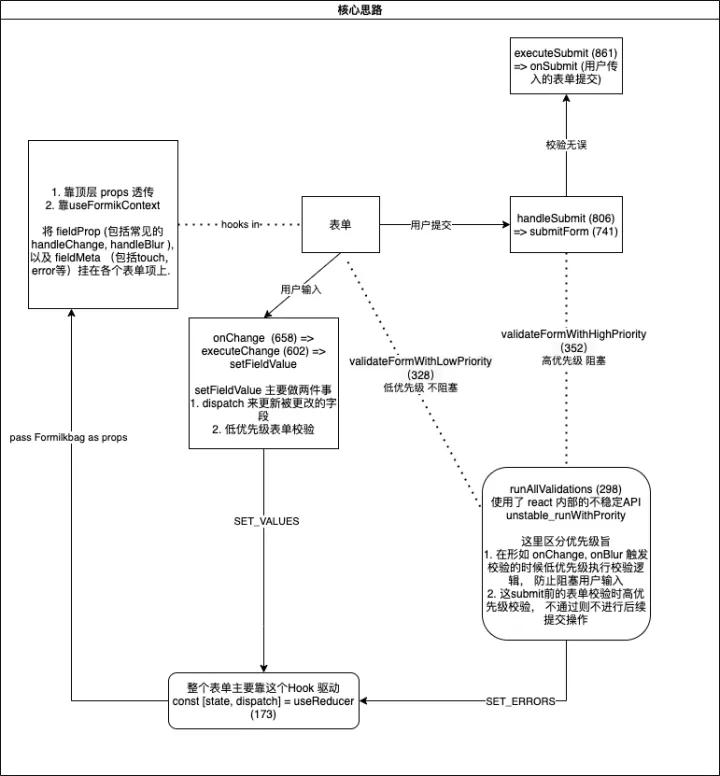 核心思路
executeSubmit (861)
=> onSubmit (用户传
入的表单提交)
校验无误
1. 靠顶层 props 透传
2. 靠useFormikContext
将 fieldProp (包括常见的
handleChange, handleBlur ),
以及 fieldMeta （包括touch,
error等）挂在各个表单项上.
hooks in
表单
用户提交
handleSubmit (806)
=> submitForm (741)
用户输入
onChange  (658) =>
executeChange (602) =>
setFieldValue
setFieldValue 主要做两件事
1. dispatch 来更新被更改的字
段
2. 低优先级表单校验
validateFormWithLowPriority
(328)
低优先级 不阻塞
validateFormWithHighPriority
(352)
高优先级 阻塞
pass Formilkbag as props
SET_VALUES
runAllValidations (298)
使用了 react 内部的不稳定API
unstable_runWithPrority
这里区分优先级旨
1. 在形如 onChange, onBlur 触发
校验的时候低优先级执行校验逻
辑， 防止阻塞用户输入
2. 这submit前的表单校验时高优
先级校验， 不通过则不进行后续
提交操作
整个表单主要靠这个Hook 驱动
const [state, dispatch] = useReducer
(173)
SET_ERRORS